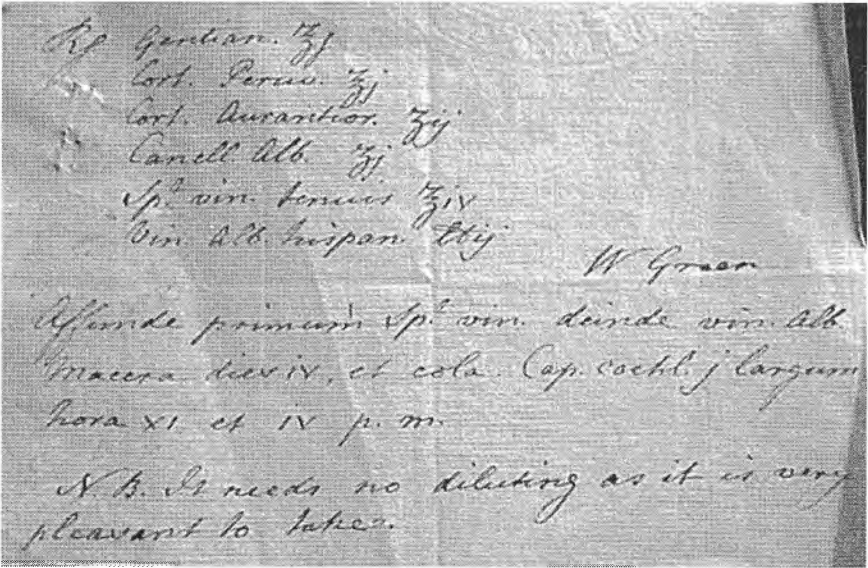 Rx Gentian. ℥j
Cort. Peruv. ℥j
Cort. Aurantior. ℥ij
Canell Alb. ℥j
Spt. vin. tenuis ℥iv
Vin. Alb. hispan. ℔ij
W Green
Affunde primum Spt. vin. deinde vin. Alb.
Macera dies iv, et cola. Cap. cochl. j largum
hora XI et IV p. m.
N.B. It needs no diluting as it is very
pleasant to take.